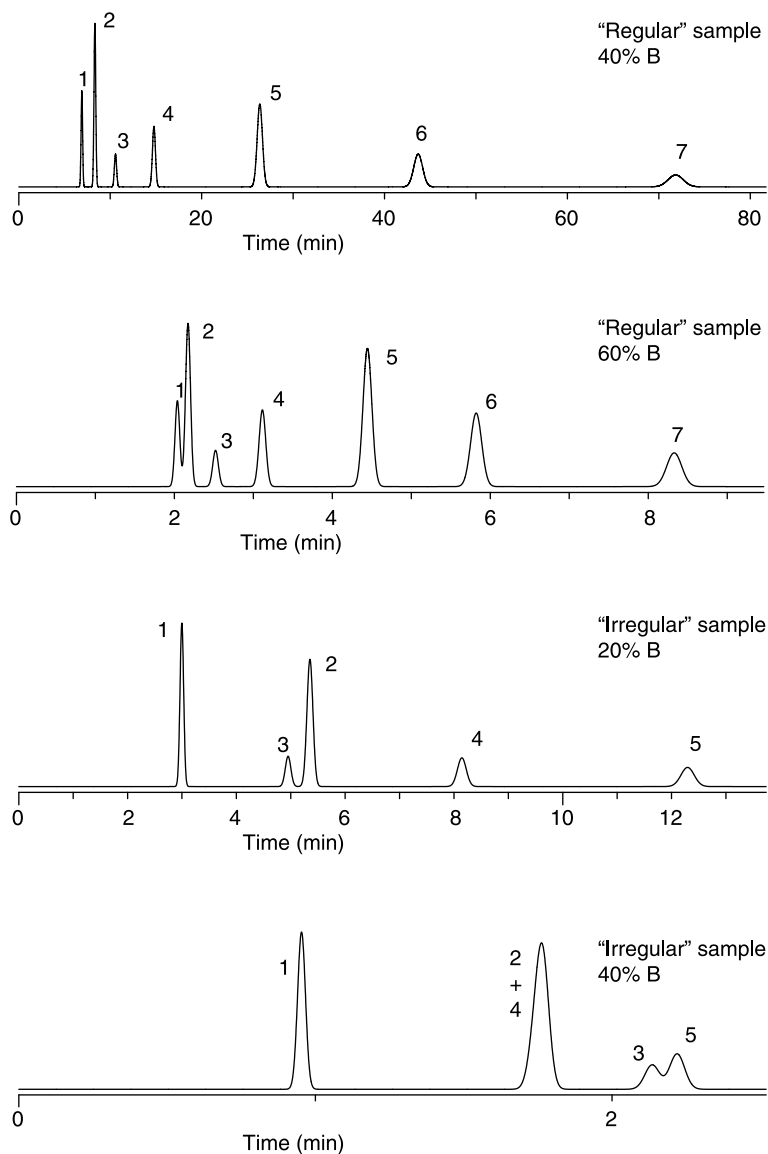 “Regular” sample
40% B
1
2
3
4
5
6
7
0 20 40 60 80
Time (min)
“Regular” sample
60% B
1
2
3
4
5
6
7
0 2 4 6 8
Time (min)
“Irregular” sample
20% B
1
3
2
4
5
0 2 4 6 8 10 12
Time (min)
“Irregular” sample
40% B
1
2
+
4
3
5
0 2
Time (min)